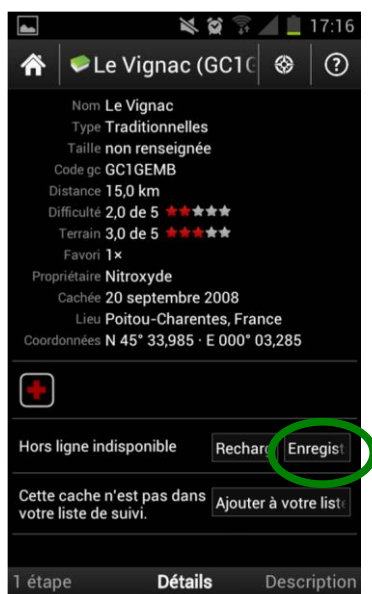 17:16
Le Vignac (GC1G
Nom Le Vignac
Type Traditionnelles
Taille non renseignée
Code gc GC1GEMB
Distance 15,0 km
Difficulté 2,0 de 5
Terrain 3,0 de 5
Favori 1×
Propriétaire Nitroxyde
Cachée 20 septembre 2008
Lieu Poitou-Charentes, France
Coordonnées N 45° 33,985 · E 000° 03,285
Hors ligne indisponible Recharg Enregist
Cette cache n'est pas dans
votre liste de suivi. Ajouter à votre liste
1 étape Détails Description